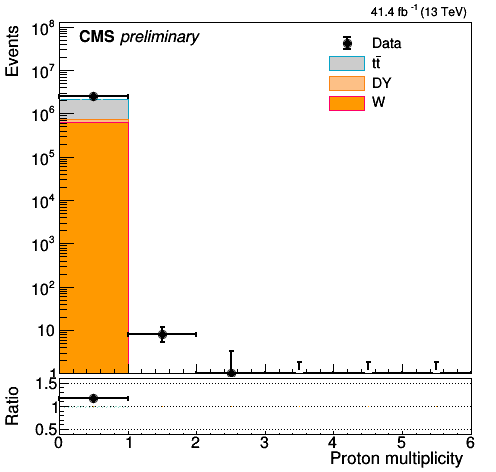 41.4 fb⁻¹ (13 TeV)
CMS preliminary
Events
10⁸
10⁷
10⁶
10⁵
10⁴
10³
10²
10
1
Data
tt̄
DY
W
Ratio
1.5
1
0.5
0 1 2 3 4 5 6
Proton multiplicity